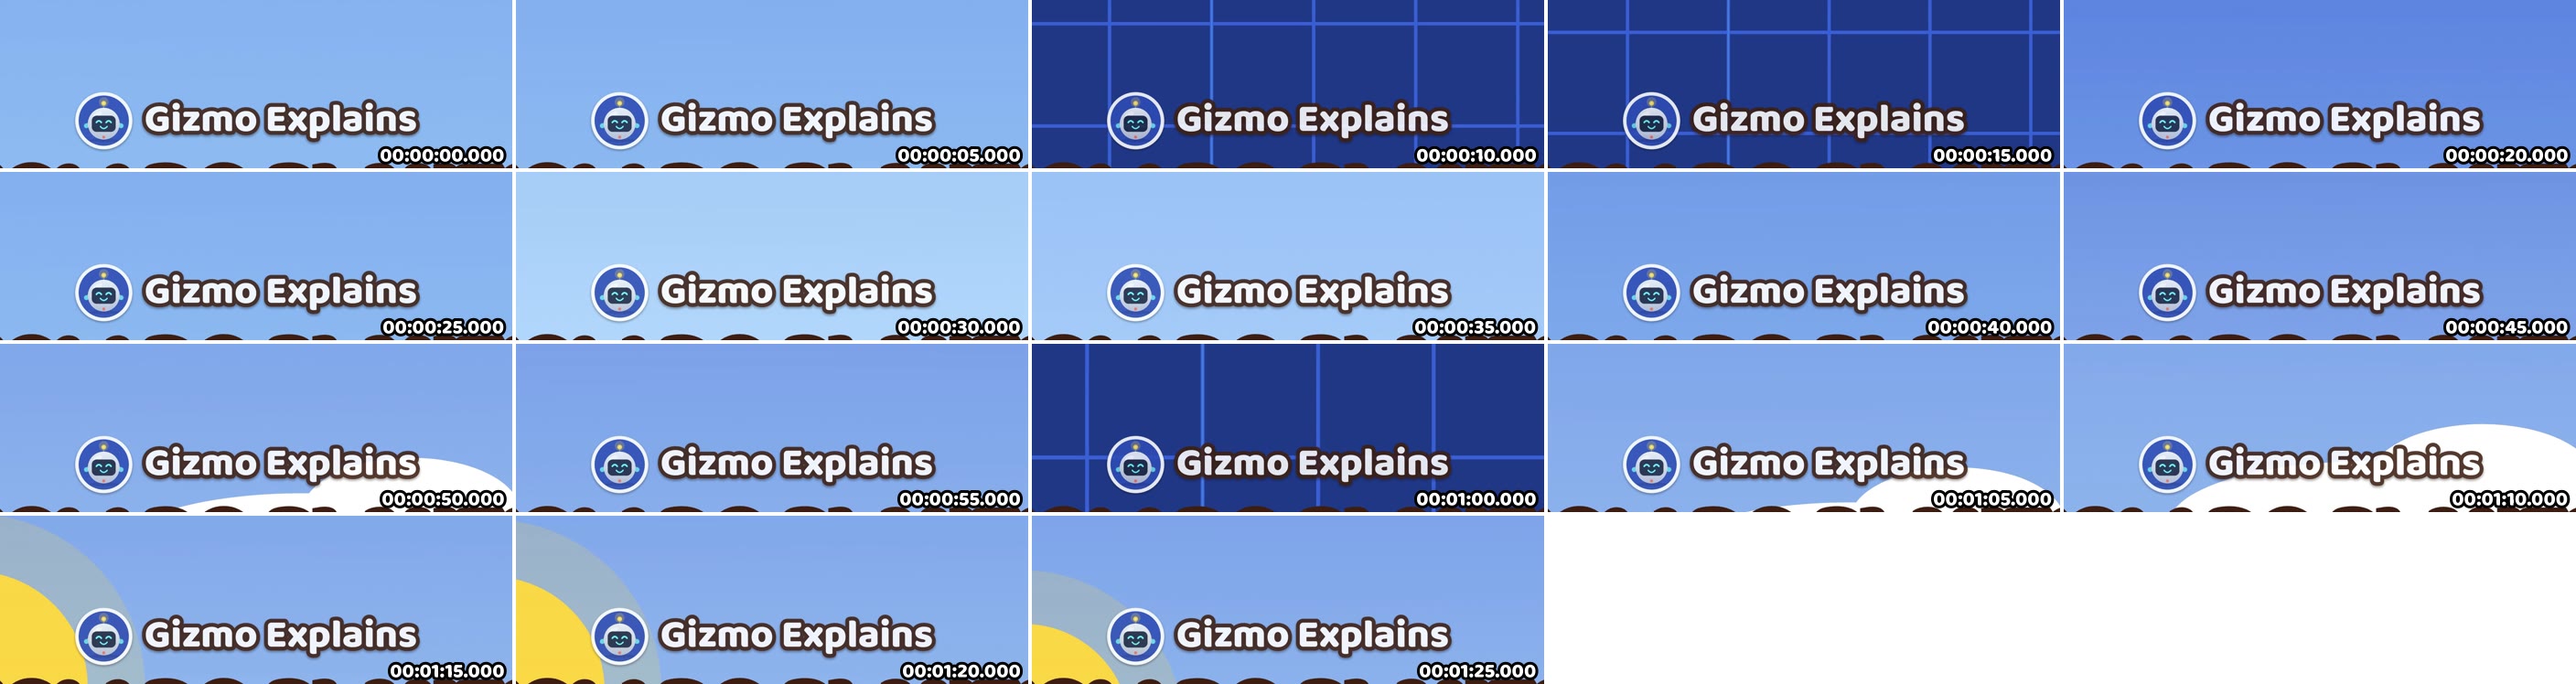 Gizmo Explains
00:00:00.000
Gizmo Explains
00:00:05.000
Gizmo Explains
00:00:10.000
Gizmo Explains
00:00:15.000
Gizmo Explains
00:00:20.000
Gizmo Explains
00:00:25.000
Gizmo Explains
00:00:30.000
Gizmo Explains
00:00:35.000
Gizmo Explains
00:00:40.000
Gizmo Explains
00:00:45.000
Gizmo Explains
00:00:50.000
Gizmo Explains
00:00:55.000
Gizmo Explains
00:01:00.000
Gizmo Explains
00:01:05.000
Gizmo Explains
00:01:10.000
Gizmo Explains
00:01:15.000
Gizmo Explains
00:01:20.000
Gizmo Explains
00:01:25.000